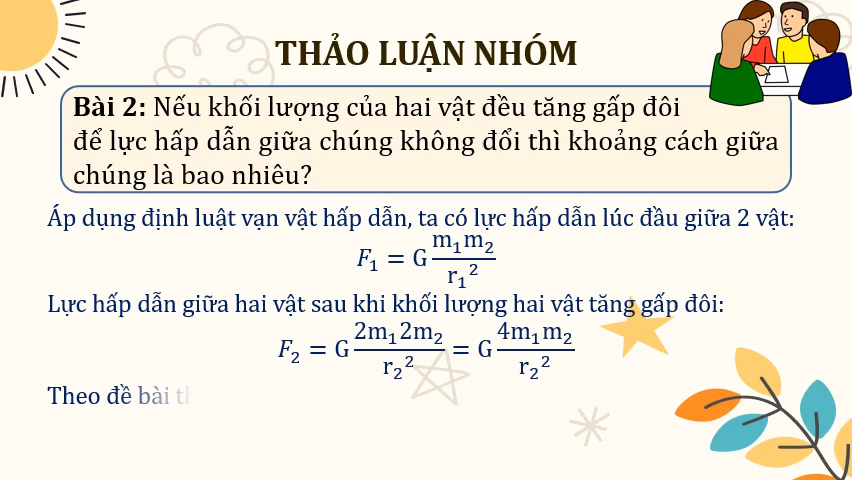 THẢO LUẬN NHÓM
Bài 2: Nếu khối lượng của hai vật đều tăng gấp đôi
để lực hấp dẫn giữa chúng không đổi thì khoảng cách giữa
chúng là bao nhiêu?
Áp dụng định luật vạn vật hấp dẫn, ta có lực hấp dẫn lúc đầu giữa 2 vật:
F₁ = G m₁m₂ / r₁²
Lực hấp dẫn giữa hai vật sau khi khối lượng hai vật tăng gấp đôi:
F₂ = G 2m₁2m₂ / r₂² = G 4m₁m₂ / r₂²
Theo đề bài